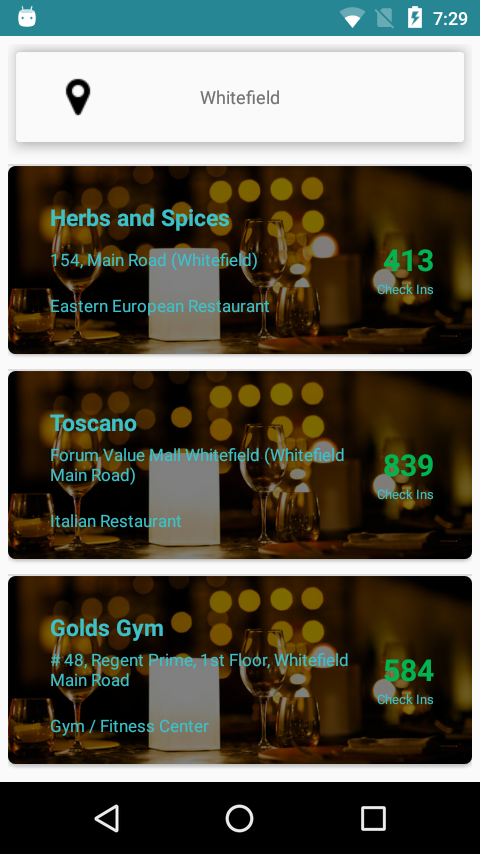 7:29
Whitefield
Herbs and Spices
154, Main Road (Whitefield)
413
Check Ins
Eastern European Restaurant
Toscano
Forum Value Mall Whitefield (Whitefield
Main Road)
839
Check Ins
Italian Restaurant
Golds Gym
# 48, Regent Prime, 1st Floor, Whitefield
Main Road
584
Check Ins
Gym / Fitness Center